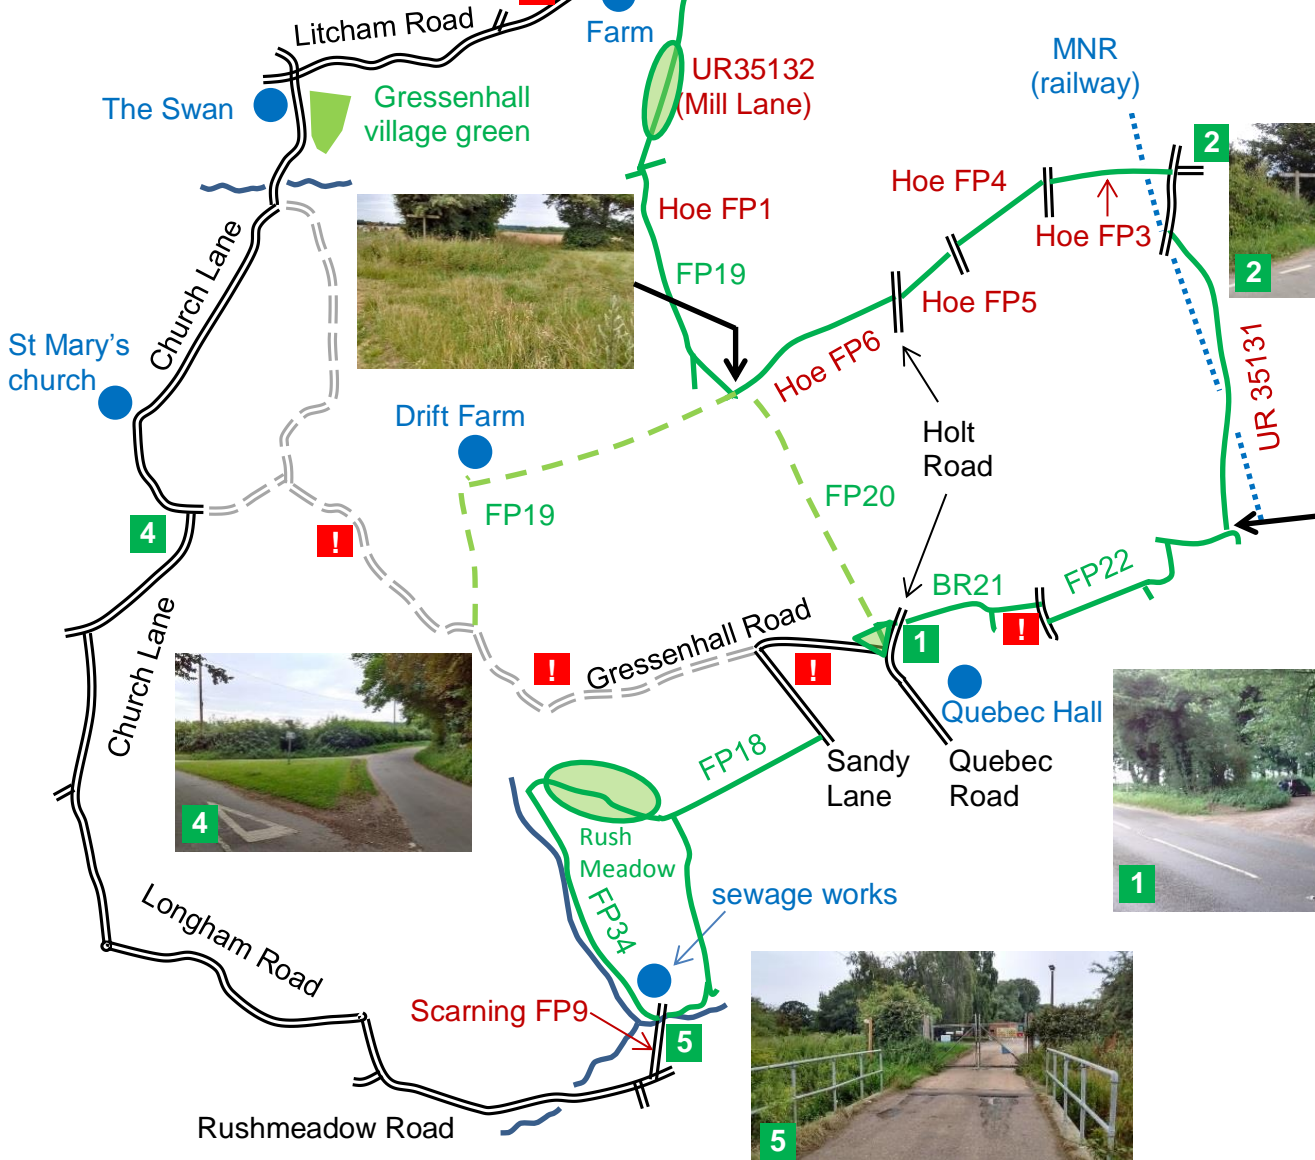 Litcham Road
Farm
MNR
(railway)
UR35132
(Mill Lane)
The Swan
Gressenhall
village green
2
Hoe FP4
Hoe FP1
Hoe FP3
Church Lane
FP19
2
Hoe FP5
St Mary's
church
Hoe FP6
UR 35131
Drift Farm
Holt
Road
FP20
FP19
4
!
FP22
BR21
Gressenhall Road
1
!
Church Lane
!
!
Quebec Hall
FP18
Sandy
Lane
Quebec
Road
4
Rush
Meadow
1
sewage works
FP34
Longham Road
Scarning FP9
5
Rushmeadow Road
5